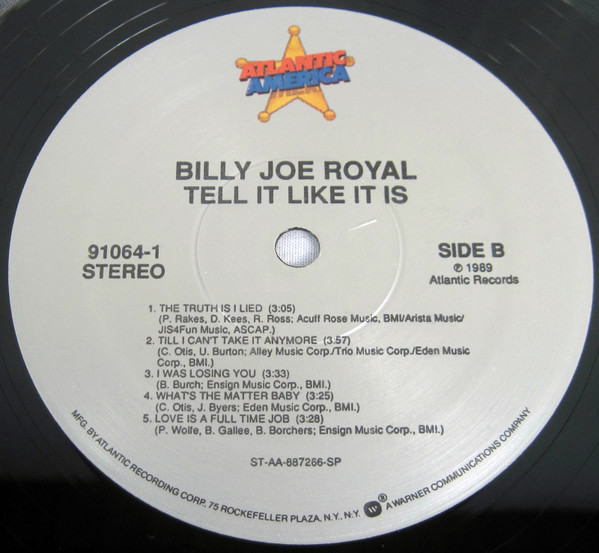 ATLANTIC
AMERICA
BILLY JOE ROYAL
TELL IT LIKE IT IS
91064-1
STEREO
SIDE B
℗ 1989
Atlantic Records
1. THE TRUTH IS I LIED (3:05)
(P. Rakes, D. Kees, R. Ross; Acuff Rose Music, BMI/Arista Music/
JIS4Fun Music, ASCAP.)
2. TILL I CAN'T TAKE IT ANYMORE (3:57)
(C. Otis, U. Burton; Alley Music Corp./Trio Music Corp./Eden Music
Corp., BMI.)
3. I WAS LOSING YOU (3:33)
(B. Burch; Ensign Music Corp., BMI.)
4. WHAT'S THE MATTER BABY (3:25)
(C. Otis, J. Byers; Eden Music Corp., BMI.)
5. LOVE IS A FULL TIME JOB (3:28)
(P. Wolfe, B. Gallee, B. Borchers; Ensign Music Corp., BMI.)
ST-AA-887266-SP
MFG. BY ATLANTIC RECORDING CORP., 75 ROCKEFELLER PLAZA, N.Y., N.Y. ® A WARNER COMMUNICATIONS COMPANY